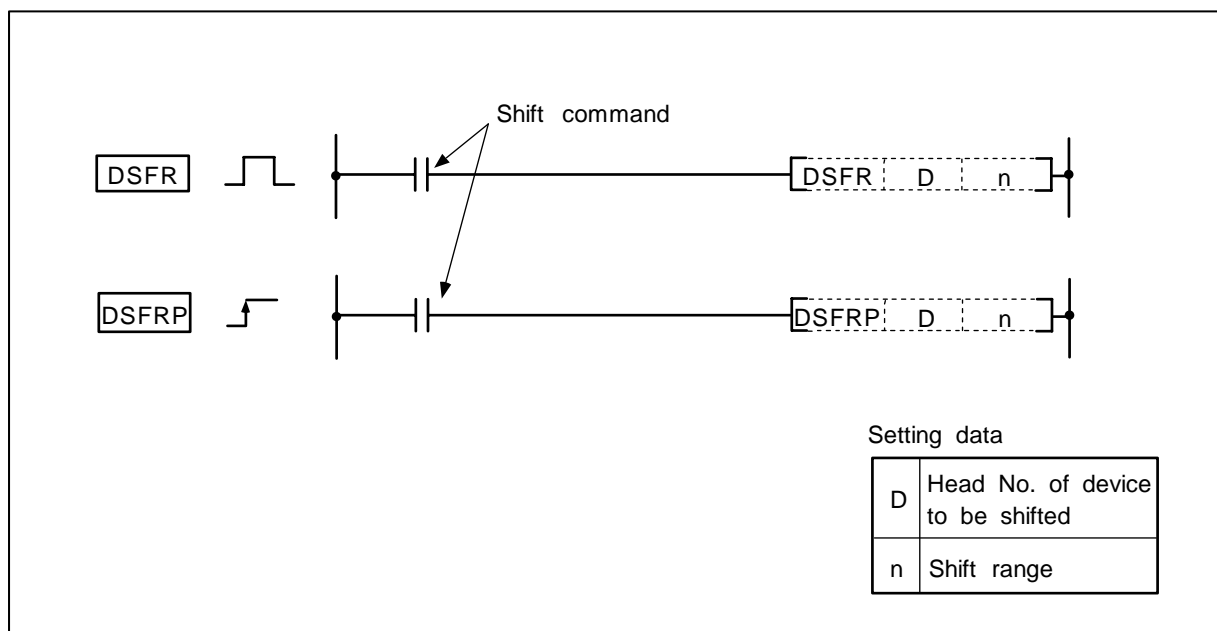 Shift command
DSFR
DSFR D n
DSFRP
DSFRP D n
Setting data
D Head No. of device
to be shifted
n Shift range